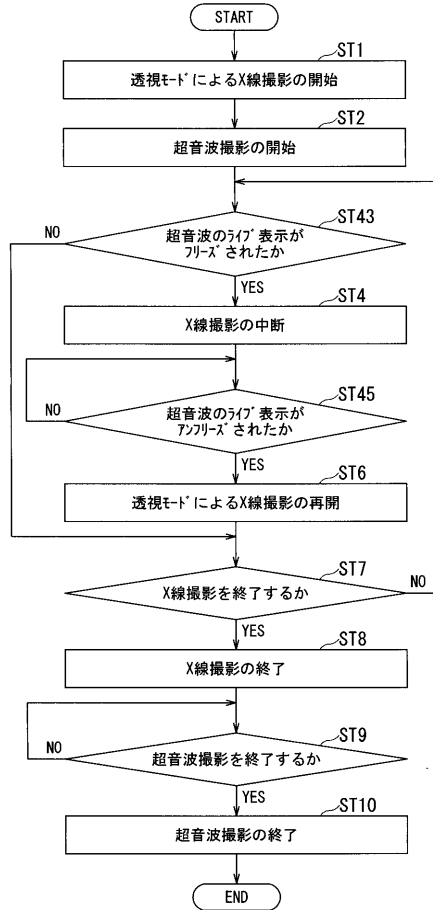 START
ST1
透視モードによるX線撮影の開始
ST2
超音波撮影の開始
ST43
超音波のライブ表示が
フリーズされたか
NO
YES
ST4
X線撮影の中断
ST45
超音波のライブ表示が
アンフリーズされたか
NO
YES
ST6
透視モードによるX線撮影の再開
ST7
X線撮影を終了するか
NO
YES
ST8
X線撮影の終了
ST9
超音波撮影を終了するか
NO
YES
ST10
超音波撮影の終了
END